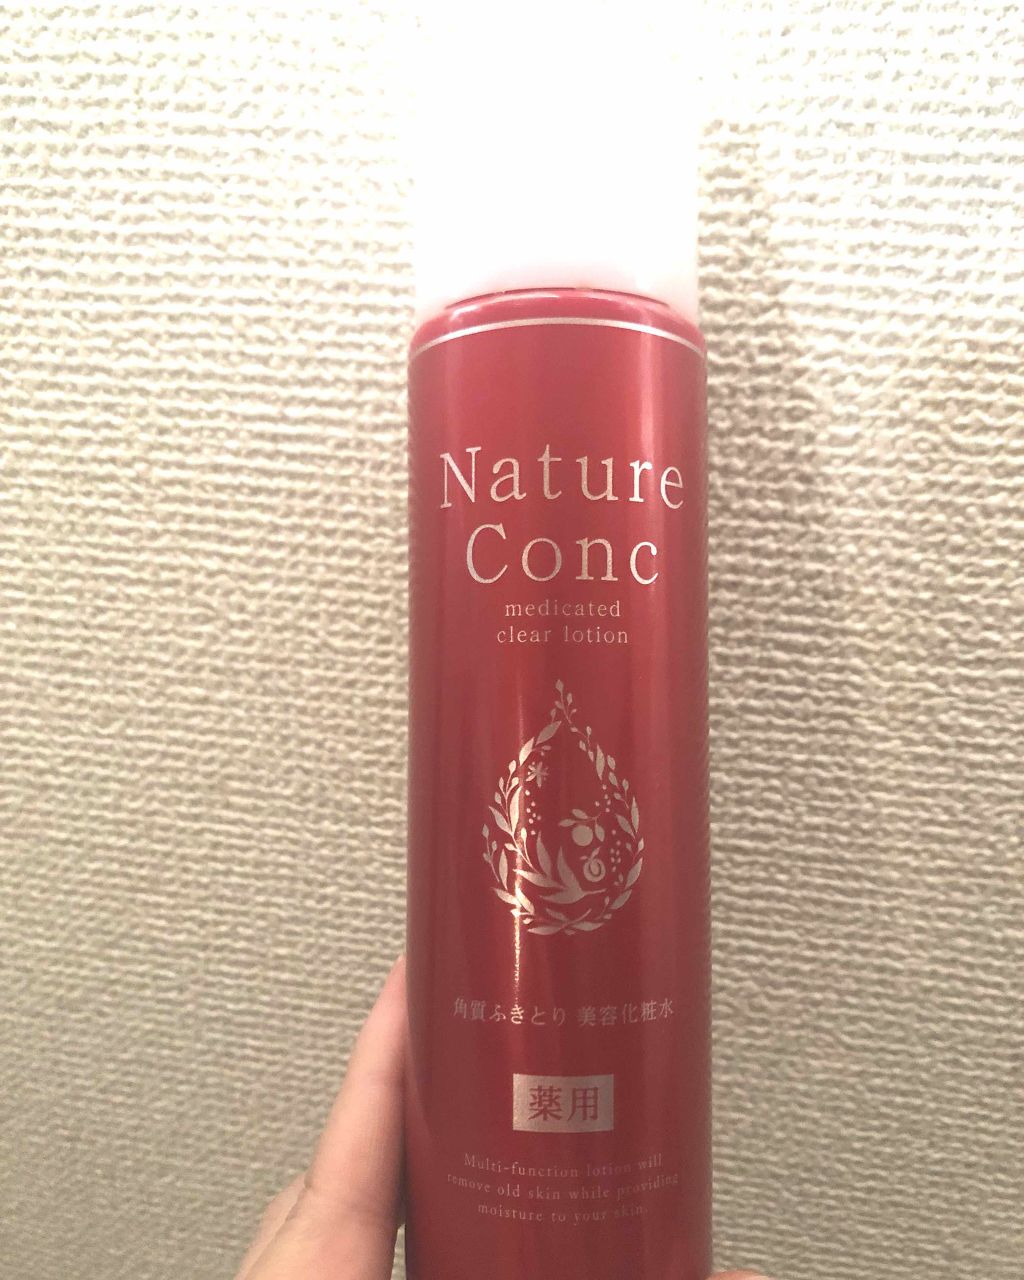 Nature
Conc
medicated
clear lotion
角質ふきとり 美容化粧水
薬用
Multi-function lotion will
remove old skin while providing
moisture to your skin.